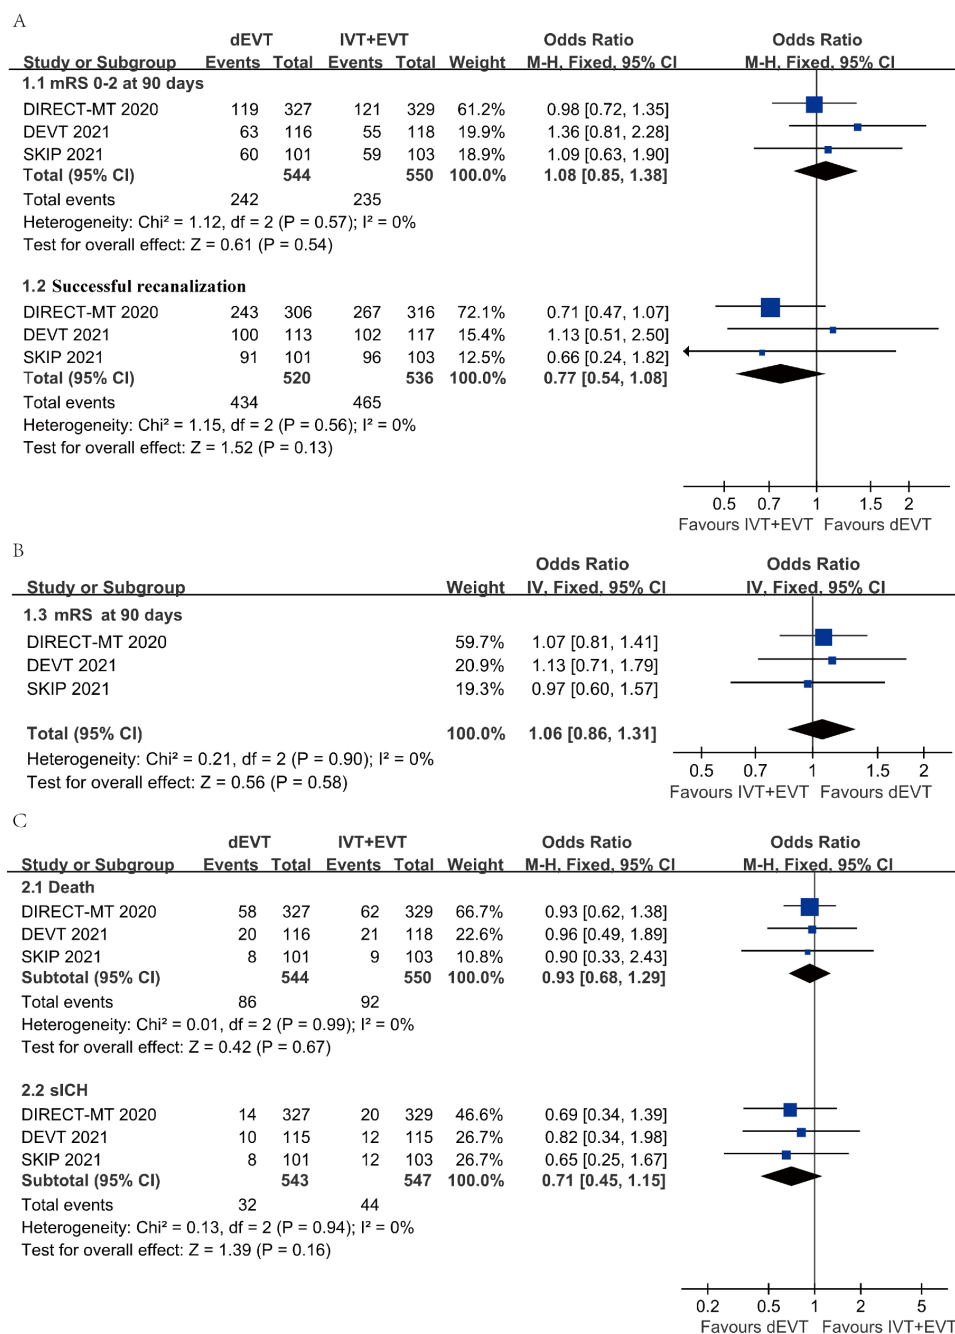 A
dEVT IVT+EVT Odds Ratio Odds Ratio
Study or Subgroup Events Total Events Total Weight M-H, Fixed, 95% CI M-H, Fixed, 95% CI
1.1 mRS 0-2 at 90 days
DIRECT-MT 2020 119 327 121 329 61.2% 0.98 [0.72, 1.35]
DEVT 2021 63 116 55 118 19.9% 1.36 [0.81, 2.28]
SKIP 2021 60 101 59 103 18.9% 1.09 [0.63, 1.90]
Total (95% CI) 544 550 100.0% 1.08 [0.85, 1.38]
Total events 242 235
Heterogeneity: Chi² = 1.12, df = 2 (P = 0.57); I² = 0%
Test for overall effect: Z = 0.61 (P = 0.54)
1.2 Successful recanalization
DIRECT-MT 2020 243 306 267 316 72.1% 0.71 [0.47, 1.07]
DEVT 2021 100 113 102 117 15.4% 1.13 [0.51, 2.50]
SKIP 2021 91 101 96 103 12.5% 0.66 [0.24, 1.82]
Total (95% CI) 520 536 100.0% 0.77 [0.54, 1.08]
Total events 434 465
Heterogeneity: Chi² = 1.15, df = 2 (P = 0.56); I² = 0%
Test for overall effect: Z = 1.52 (P = 0.13)
0.5 0.7 1 1.5 2
Favours IVT+EVT Favours dEVT
B
Odds Ratio Odds Ratio
Study or Subgroup Weight IV, Fixed, 95% CI IV, Fixed, 95% CI
1.3 mRS at 90 days
DIRECT-MT 2020 59.7% 1.07 [0.81, 1.41]
DEVT 2021 20.9% 1.13 [0.71, 1.79]
SKIP 2021 19.3% 0.97 [0.60, 1.57]
Total (95% CI) 100.0% 1.06 [0.86, 1.31]
Heterogeneity: Chi² = 0.21, df = 2 (P = 0.90); I² = 0%
Test for overall effect: Z = 0.56 (P = 0.58)
0.5 0.7 1 1.5 2
Favours IVT+EVT Favours dEVT
C
dEVT IVT+EVT Odds Ratio Odds Ratio
Study or Subgroup Events Total Events Total Weight M-H, Fixed, 95% CI M-H, Fixed, 95% CI
2.1 Death
DIRECT-MT 2020 58 327 62 329 66.7% 0.93 [0.62, 1.38]
DEVT 2021 20 116 21 118 22.6% 0.96 [0.49, 1.89]
SKIP 2021 8 101 9 103 10.8% 0.90 [0.33, 2.43]
Subtotal (95% CI) 544 550 100.0% 0.93 [0.68, 1.29]
Total events 86 92
Heterogeneity: Chi² = 0.01, df = 2 (P = 0.99); I² = 0%
Test for overall effect: Z = 0.42 (P = 0.67)
2.2 sICH
DIRECT-MT 2020 14 327 20 329 46.6% 0.69 [0.34, 1.39]
DEVT 2021 10 115 12 115 26.7% 0.82 [0.34, 1.98]
SKIP 2021 8 101 12 103 26.7% 0.65 [0.25, 1.67]
Subtotal (95% CI) 543 547 100.0% 0.71 [0.45, 1.15]
Total events 32 44
Heterogeneity: Chi² = 0.13, df = 2 (P = 0.94); I² = 0%
Test for overall effect: Z = 1.39 (P = 0.16)
0.2 0.5 1 2 5
Favours dEVT Favours IVT+EVT